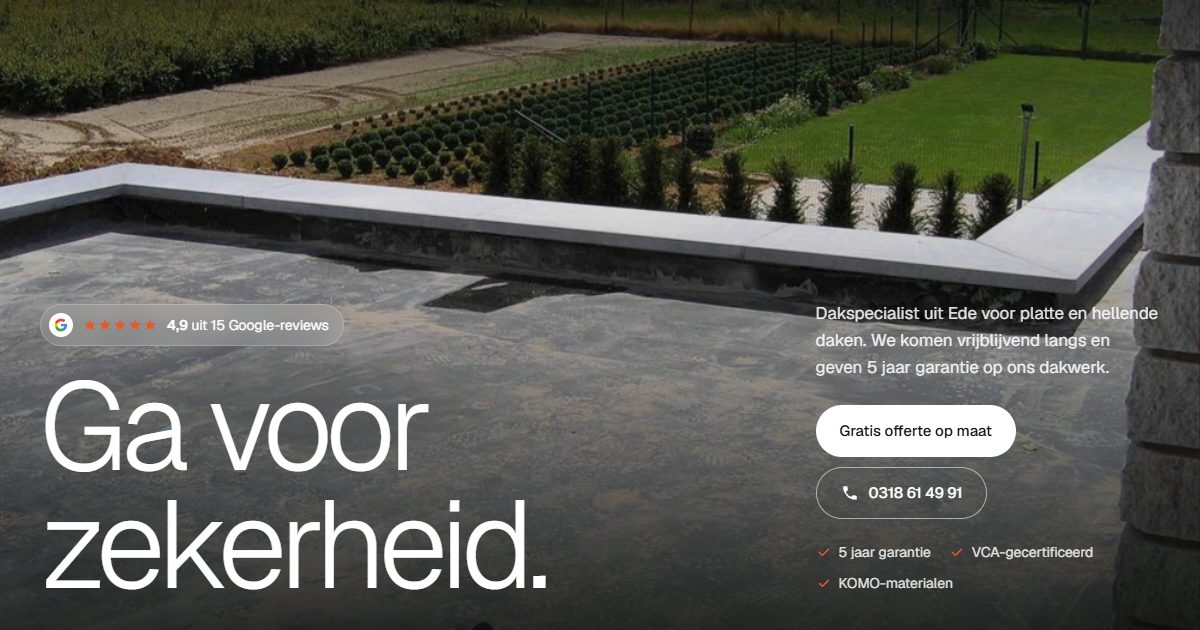 4,9 uit 15 Google-reviews
Ga voor
zekerheid.
Dakspecialist uit Ede voor platte en hellende
daken. We komen vrijblijvend langs en
geven 5 jaar garantie op ons dakwerk.
Gratis offerte op maat
0318 61 49 91
5 jaar garantie
VCA-gecertificeerd
KOMO-materialen